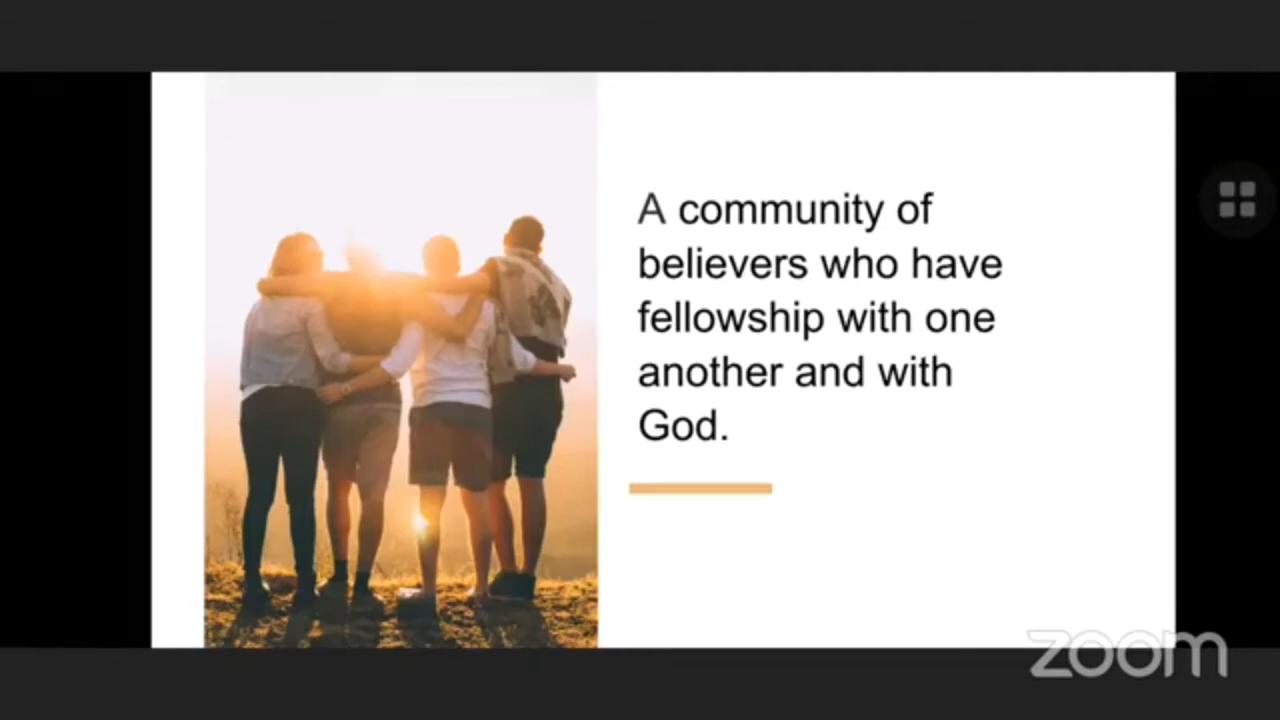 A community of
believers who have
fellowship with one
another and with
God.
zoom